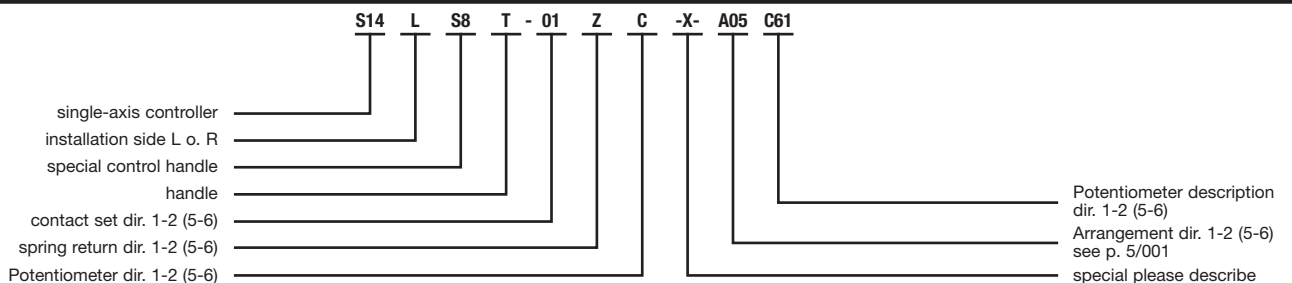 S14 L S8 T - 01 Z C -X- A05 C61
single-axis controller
installation side L o. R
special control handle
handle
contact set dir. 1-2 (5-6)
spring return dir. 1-2 (5-6)
Potentiometer dir. 1-2 (5-6)
Potentiometer description
dir. 1-2 (5-6)
Arrangement dir. 1-2 (5-6)
see p. 5/001
special please describe